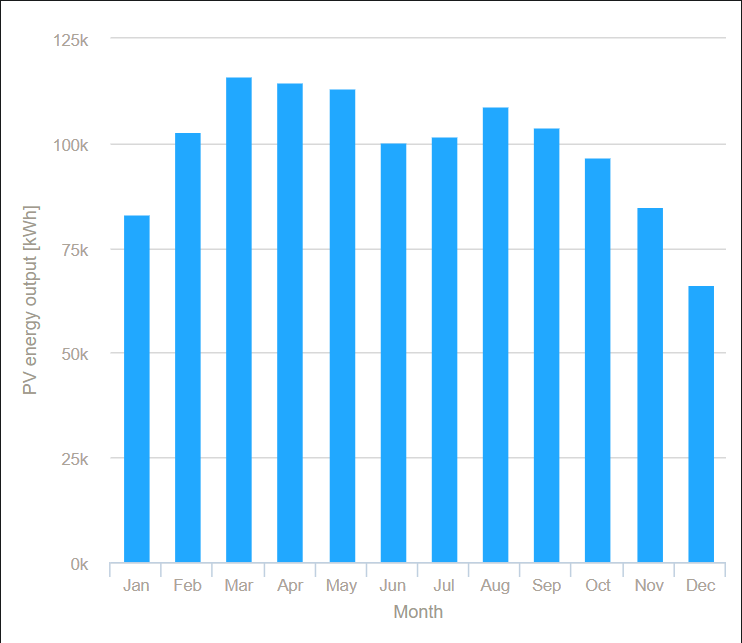 125k
100k
75k
50k
25k
0k
PV energy output [kWh]
Jan Feb Mar Apr May Jun Jul Aug Sep Oct Nov Dec
Month